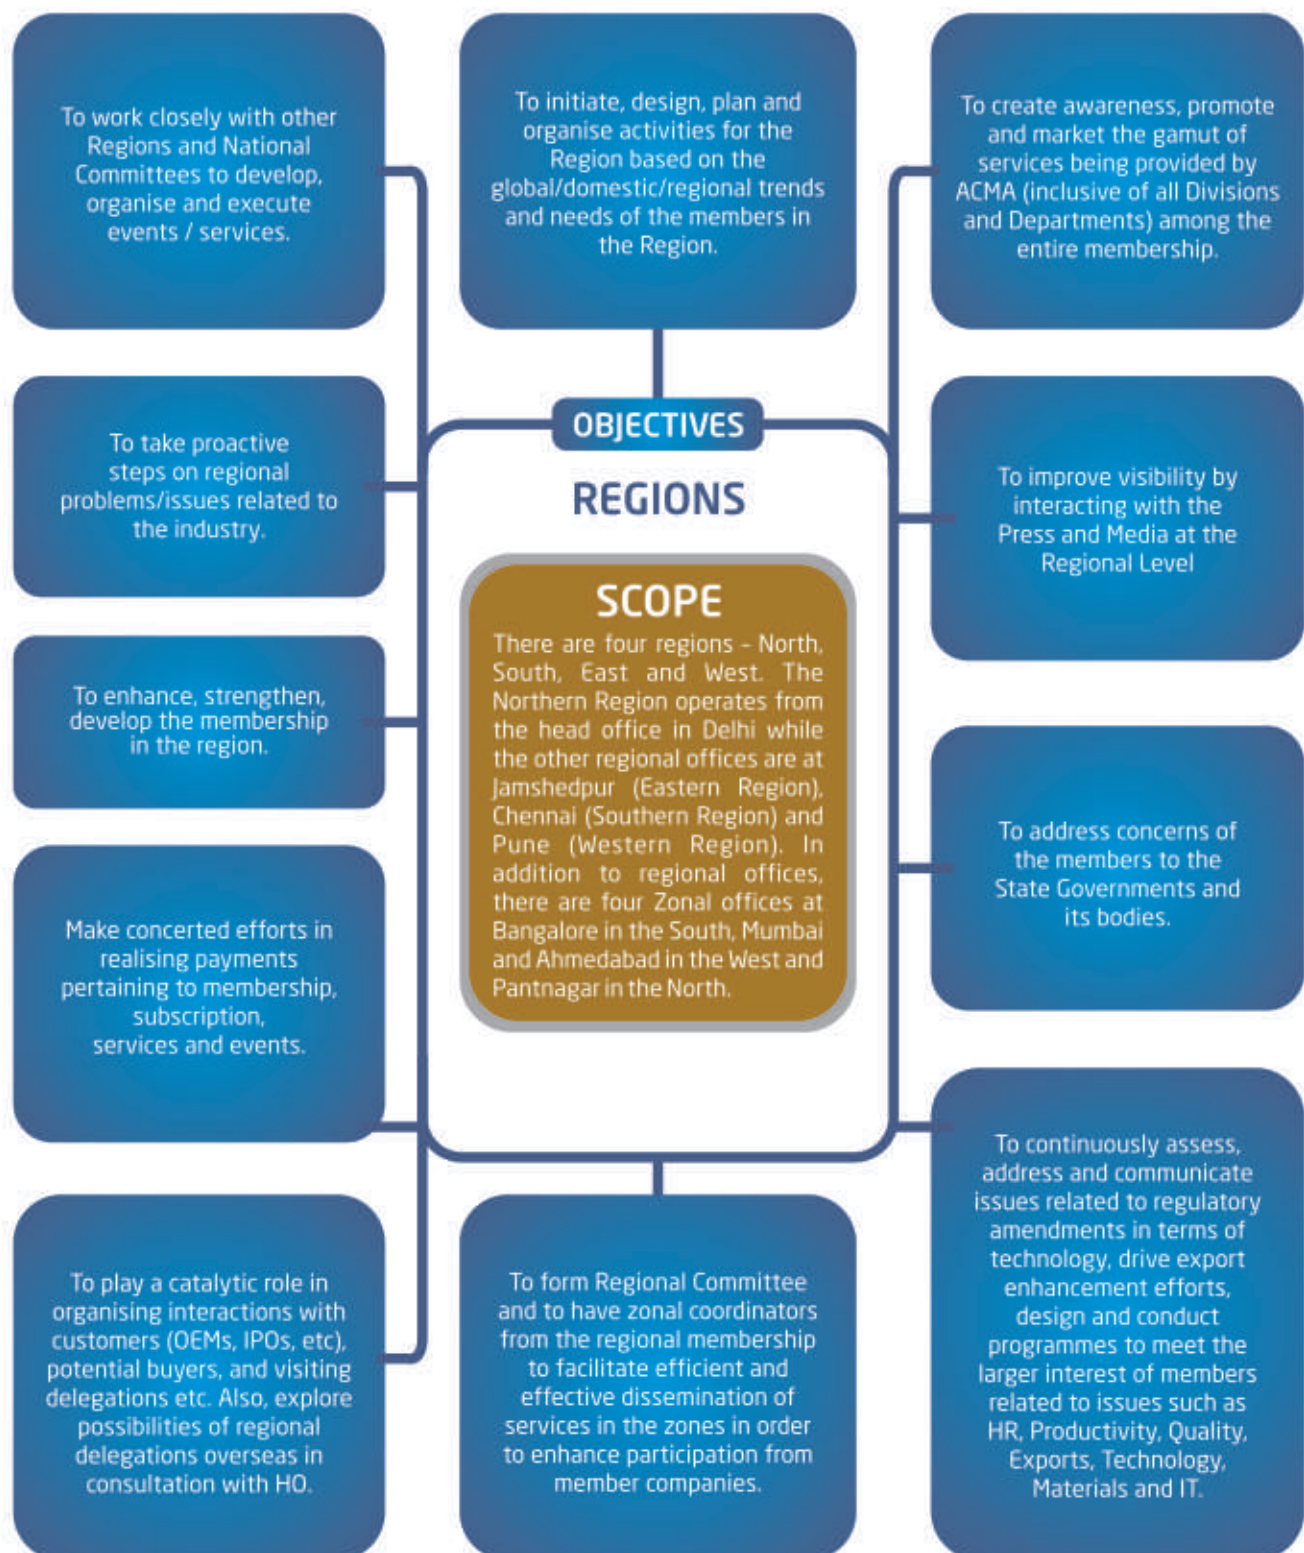 To work closely with other
Regions and National
Committees to develop,
organise and execute
events / services.
To initiate, design, plan and
organise activities for the
Region based on the
global/domestic/regional trends
and needs of the members in
the Region.
To create awareness, promote
and market the gamut of
services being provided by
ACMA (inclusive of all Divisions
and Departments) among the
entire membership.
To take proactive
steps on regional
problems/issues related to
the industry.
OBJECTIVES
REGIONS
To improve visibility by
interacting with the
Press and Media at the
Regional Level
SCOPE
There are four regions – North,
South, East and West. The
Northern Region operates from
the head office in Delhi while
the other regional offices are at
Jamshedpur (Eastern Region),
Chennai (Southern Region) and
Pune (Western Region). In
addition to regional offices,
there are four Zonal offices at
Bangalore in the South, Mumbai
and Ahmedabad in the West and
Pantnagar in the North.
To enhance, strengthen,
develop the membership
in the region.
To address concerns of
the members to the
State Governments and
its bodies.
Make concerted efforts in
realising payments
pertaining to membership,
subscription,
services and events.
To play a catalytic role in
organising interactions with
customers (OEMs, IPOs, etc),
potential buyers, and visiting
delegations etc. Also, explore
possibilities of regional
delegations overseas in
consultation with HO.
To form Regional Committee
and to have zonal coordinators
from the regional membership
to facilitate efficient and
effective dissemination of
services in the zones in order
to enhance participation from
member companies.
To continuously assess,
address and communicate
issues related to regulatory
amendments in terms of
technology, drive export
enhancement efforts,
design and conduct
programmes to meet the
larger interest of members
related to issues such as
HR, Productivity, Quality,
Exports, Technology,
Materials and IT.